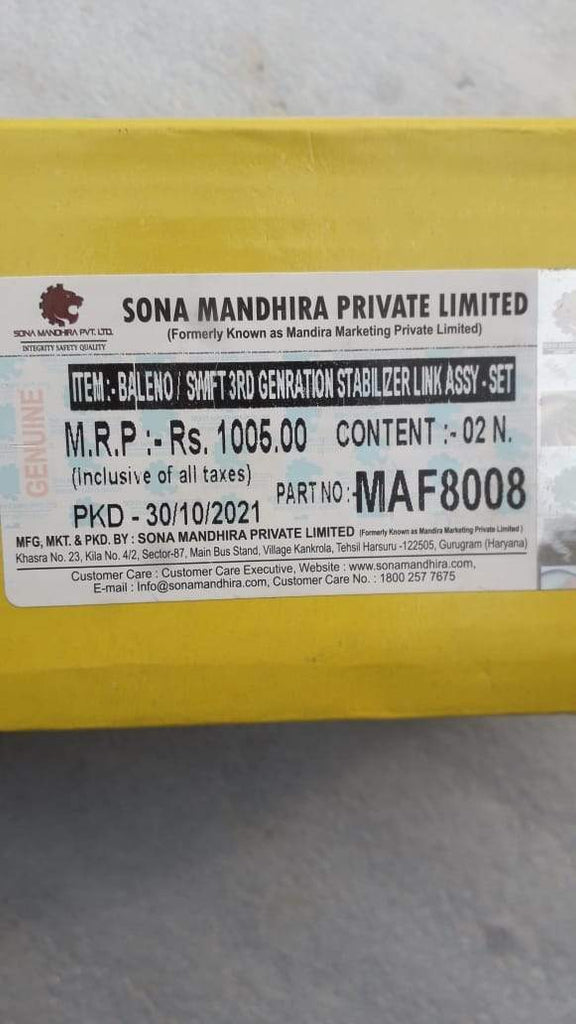 SONA MANDHIRA PVT. LTD.
INTEGRITY SAFETY QUALITY
SONA MANDHIRA PRIVATE LIMITED
(Formerly Known as Mandira Marketing Private Limited)
GENUINE
ITEM :- BALENO / SWIFT 3RD GENRATION STABILIZER LINK ASSY - SET
M.R.P :- Rs. 1005.00 CONTENT :- 02 N.
(Inclusive of all taxes)
PKD - 30/10/2021 PART NO :- MAF8008
MFG, MKT. & PKD. BY : SONA MANDHIRA PRIVATE LIMITED (Formerly Known as Mandira Marketing Private Limited )
Khasra No. 23, Kila No. 4/2, Sector-87, Main Bus Stand, Village Kankrola, Tehsil Harsuru -122505, Gurugram (Haryana)
Customer Care : Customer Care Executive, Website : www.sonamandhira.com,
E-mail : Info@sonamandhira.com, Customer Care No. : 1800 257 7675